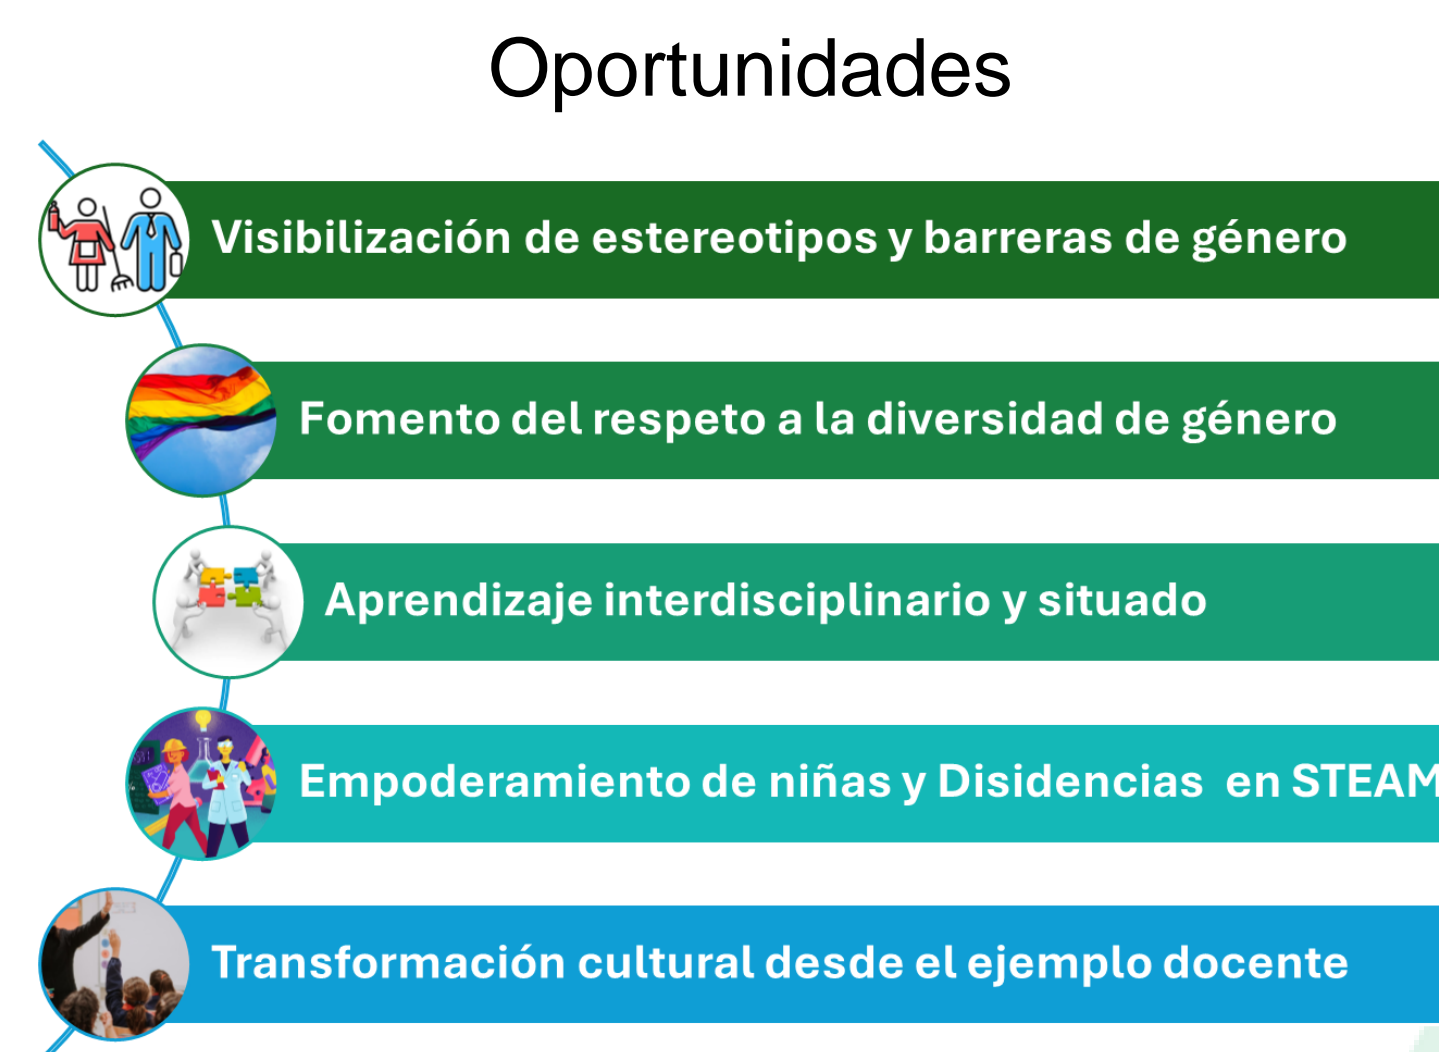 Oportunidades
Visibilización de estereotipos y barreras de género
Fomento del respeto a la diversidad de género
Aprendizaje interdisciplinario y situado
Empoderamiento de niñas y Disidencias  en STEAM
Transformación cultural desde el ejemplo docente